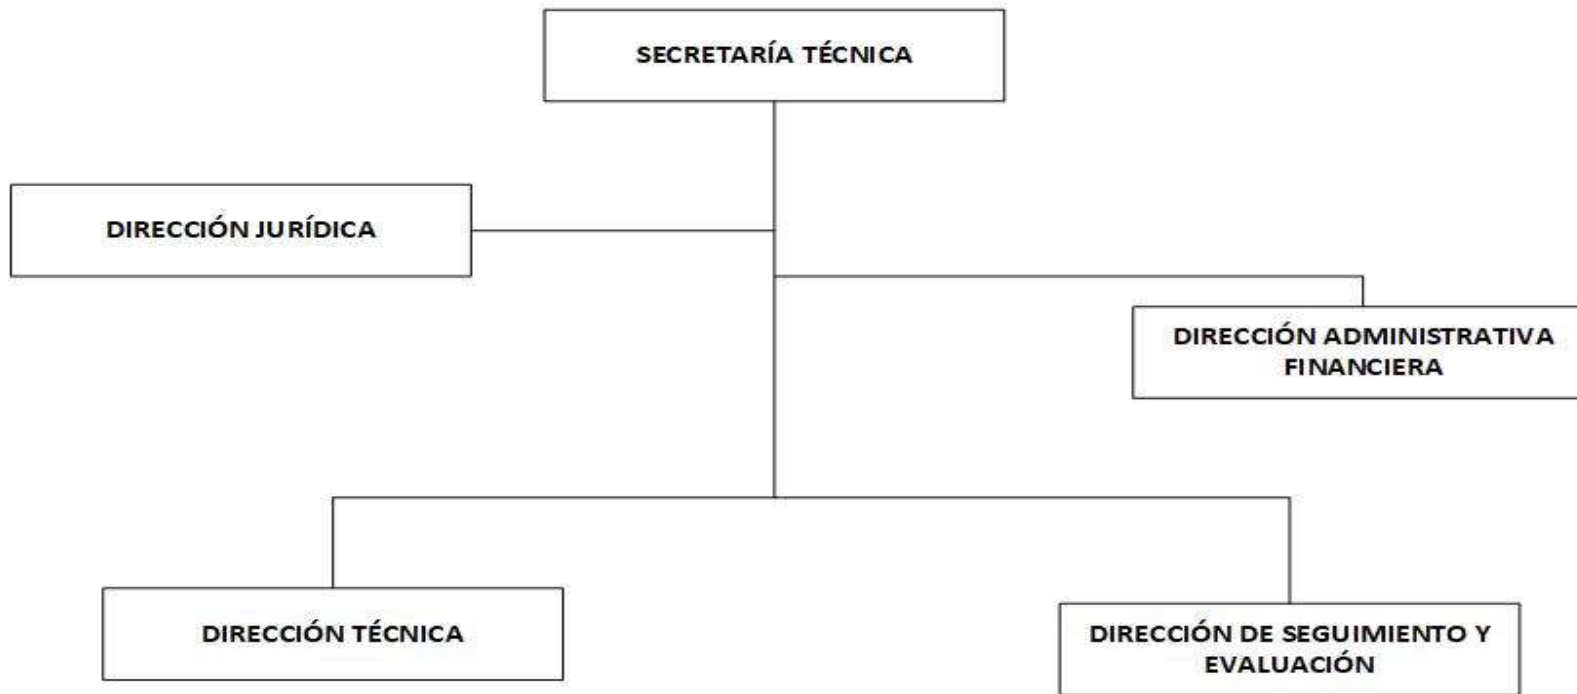 SECRETARÍA TÉCNICA
DIRECCIÓN JURÍDICA
DIRECCIÓN ADMINISTRATIVA
FINANCIERA
DIRECCIÓN TÉCNICA
DIRECCIÓN DE SEGUIMIENTO Y
EVALUACIÓN